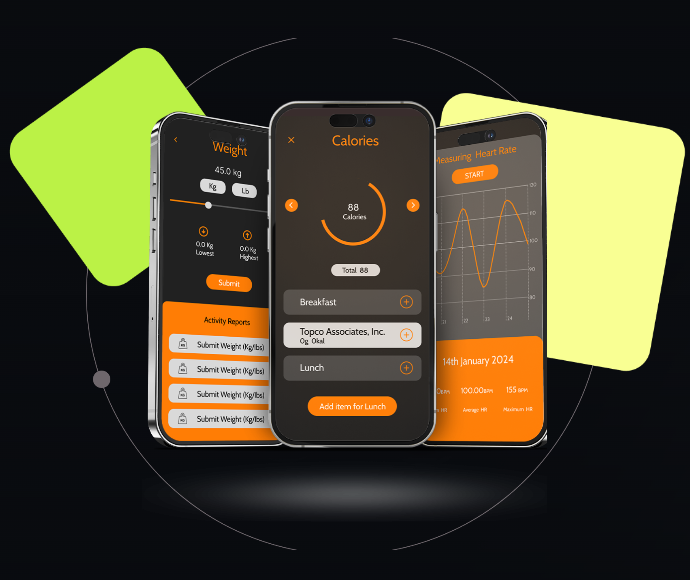 Weight
45.0 kg
Kg
Lb
0.0 Kg
Lowest
0.0 Kg
Highest
Submit
Activity Reports
Submit Weight (Kg/lbs)
Submit Weight (Kg/lbs)
Submit Weight (Kg/lbs)
Submit Weight (Kg/lbs)
Calories
88
Calories
Total 88
Breakfast
Topco Associates, Inc.
0g 0kal
Lunch
Add item for Lunch
Measuring Heart Rate
START
14th January 2024
100.00BPM
155 BPM
Average HR
Maximum HR